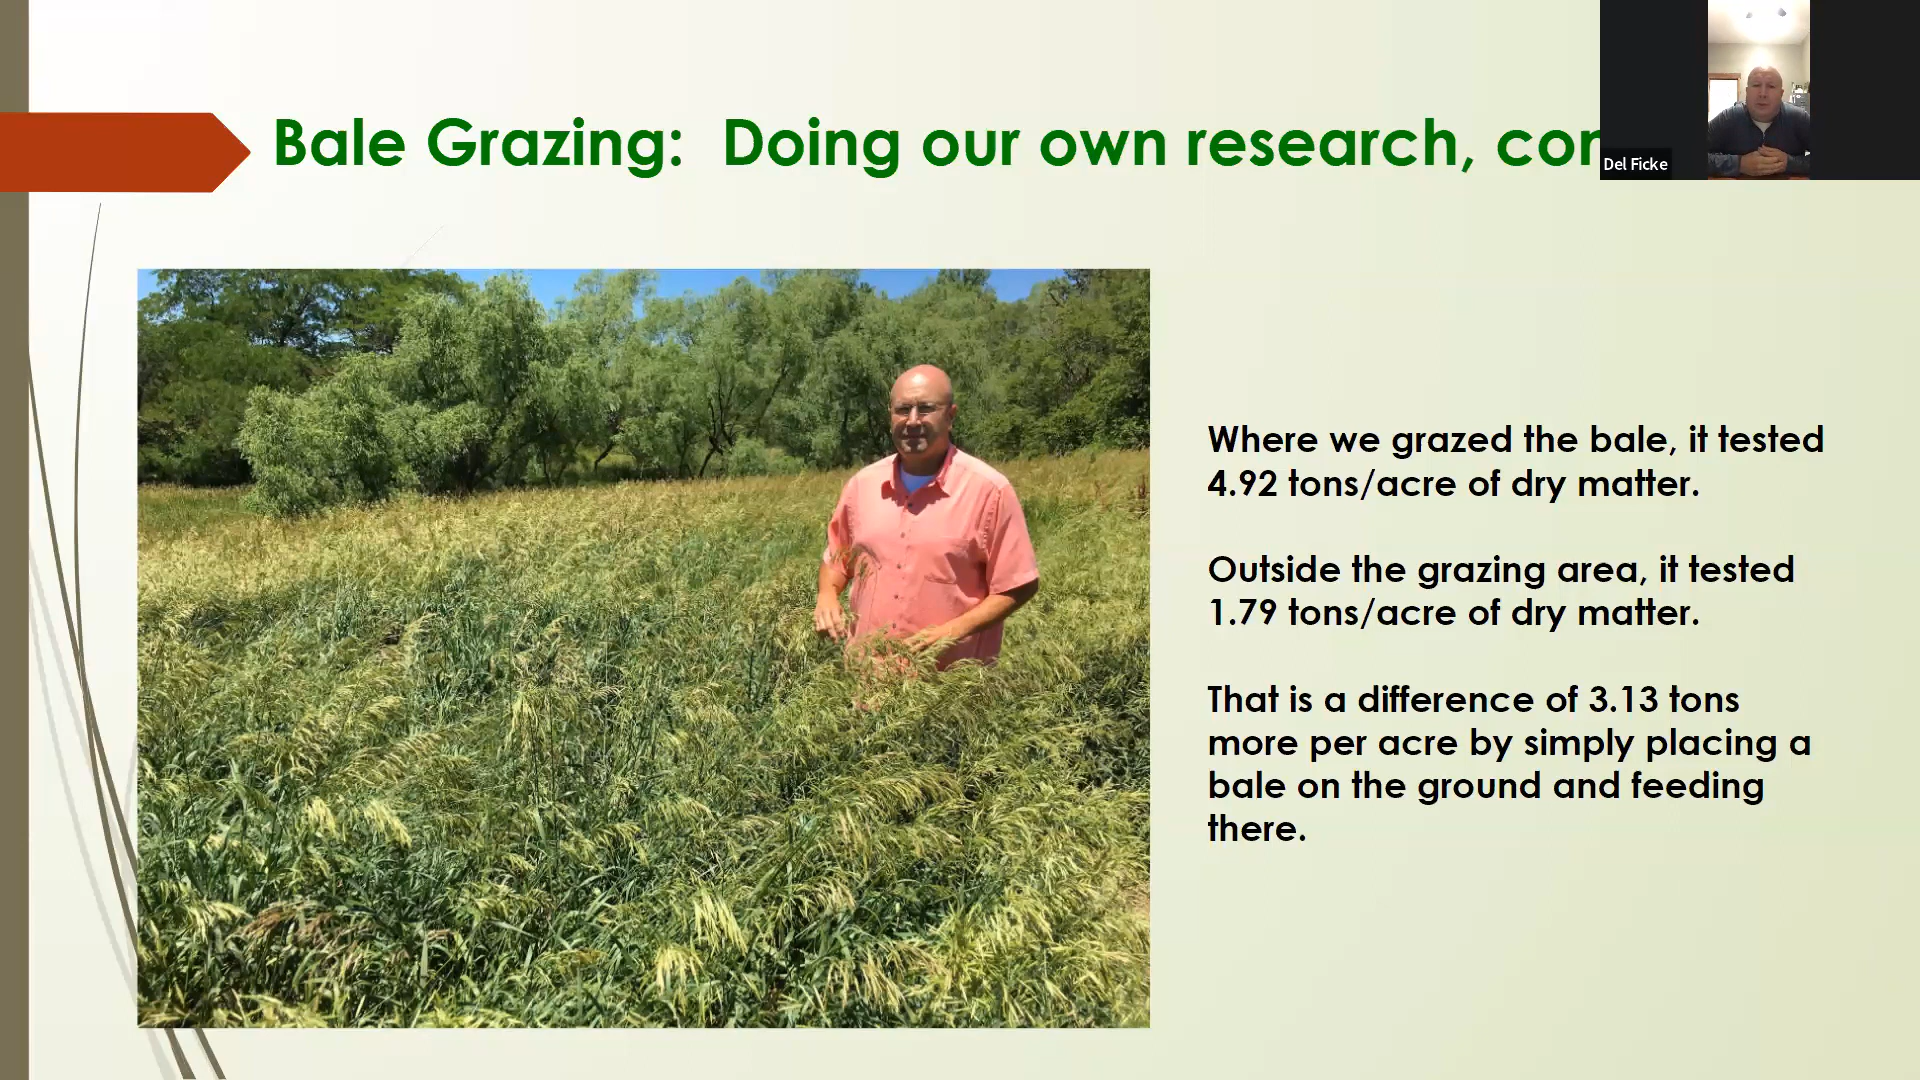 Bale Grazing: Doing our own research, con
Del Ficke
Where we grazed the bale, it tested
4.92 tons/acre of dry matter.
Outside the grazing area, it tested
1.79 tons/acre of dry matter.
That is a difference of 3.13 tons
more per acre by simply placing a
bale on the ground and feeding
there.